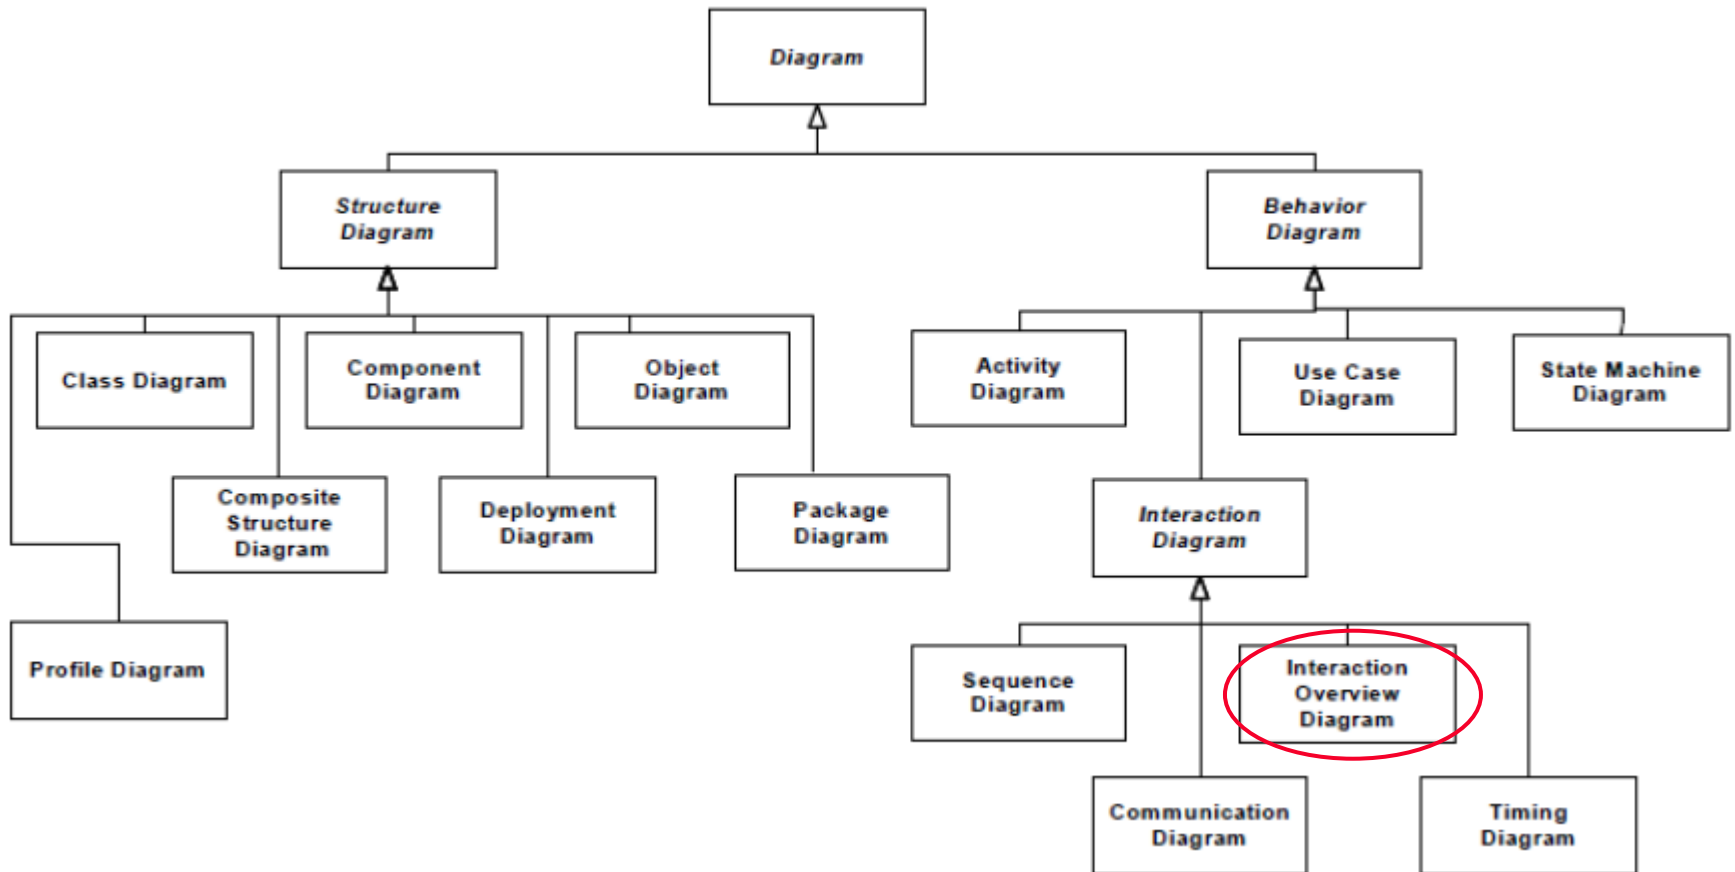 Diagram
Structure
Diagram
Behavior
Diagram
Class Diagram
Component
Diagram
Object
Diagram
Activity
Diagram
Use Case
Diagram
State Machine
Diagram
Composite
Structure
Diagram
Deployment
Diagram
Package
Diagram
Interaction
Diagram
Profile Diagram
Sequence
Diagram
Interaction
Overview
Diagram
Communication
Diagram
Timing
Diagram